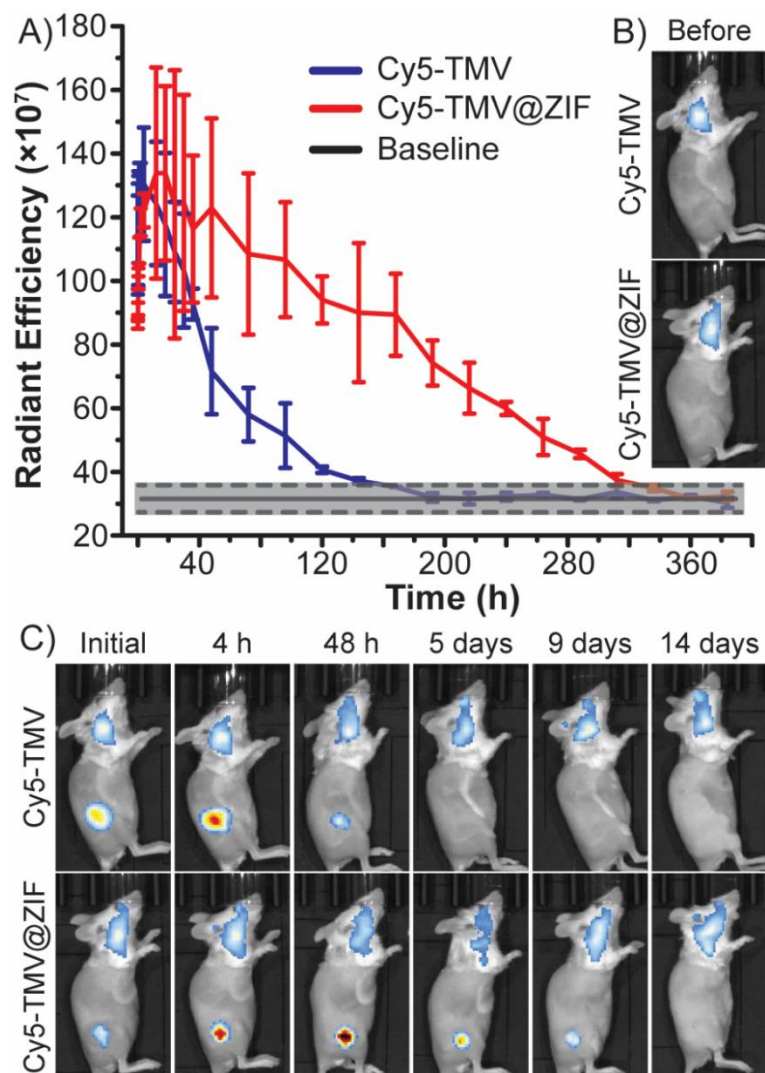 A)
Radiant Efficiency (×10⁷)
180
160
140
120
100
80
60
40
20
Cy5-TMV
Cy5-TMV@ZIF
Baseline
40
120
200
280
360
Time (h)
B)
Before
Cy5-TMV
Cy5-TMV@ZIF
C)
Initial 4 h 48 h 5 days 9 days 14 days
Cy5-TMV
Cy5-TMV@ZIF